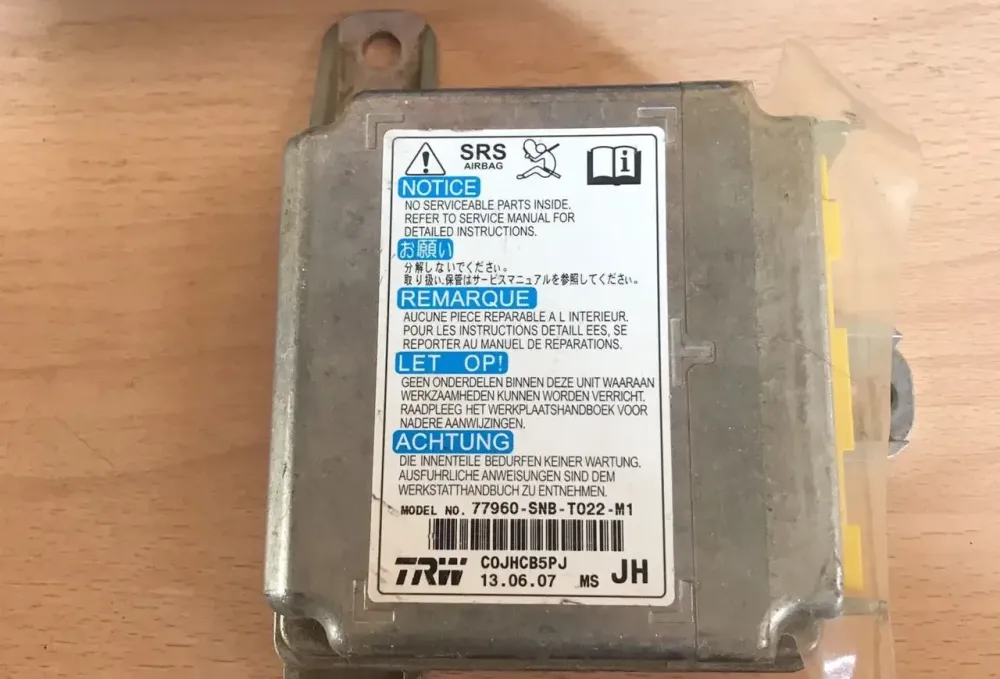 SRS
AIRBAG
i
NOTICE
NO SERVICEABLE PARTS INSIDE.
REFER TO SERVICE MANUAL FOR
DETAILED INSTRUCTIONS.
お願い
分解しないでください。
取り扱い、保管はサービスマニュアルを参照してください。
REMARQUE
AUCUNE PIECE REPARABLE A L INTERIEUR.
POUR LES INSTRUCTIONS DETAILL EES, SE
REPORTER AU MANUEL DE REPARATIONS.
LET OP!
GEEN ONDERDELEN BINNEN DEZE UNIT WAARAAN
WERKZAAMHEDEN KUNNEN WORDEN VERRICHT.
RAADPLEEG HET WERKPLAATSHANDBOEK VOOR
NADERE AANWIJZINGEN.
ACHTUNG
DIE INNENTEILE BEDURFEN KEINER WARTUNG.
AUSFUHRLICHE ANWEISUNGEN SIND DEM
WERKSTATTHANDBUCH ZU ENTNEHMEN.
MODEL NO. 77960-SNB-T022-M1
TRW C0JHCB5PJ
13.06.07 MS JH